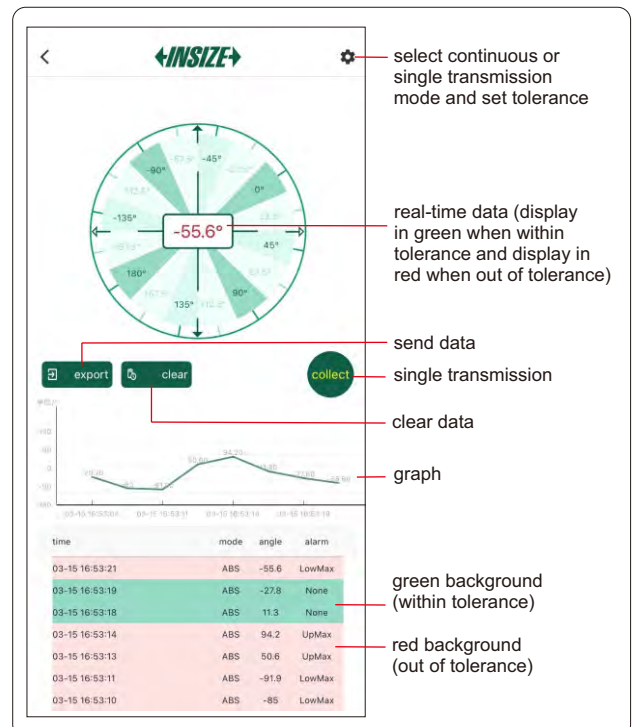 INSIZE
select continuous or
single transmission
mode and set tolerance
-45°
-90°
0°
-135°
-55.6°
45°
180°
90°
135°
real-time data (display
in green when within
tolerance and display in
red when out of tolerance)
send data
export
clear
collect
single transmission
clear data
50.60
94.20
graph
time mode angle alarm
03-15 16:53:21 ABS -55.6 LowMax
03-15 16:53:19 ABS -27.8 None
03-15 16:53:18 ABS 11.3 None
03-15 16:53:14 ABS 94.2 UpMax
03-15 16:53:13 ABS 50.6 UpMax
03-15 16:53:11 ABS -91.9 LowMax
03-15 16:53:10 ABS -85 LowMax
green background
(within tolerance)
red background
(out of tolerance)